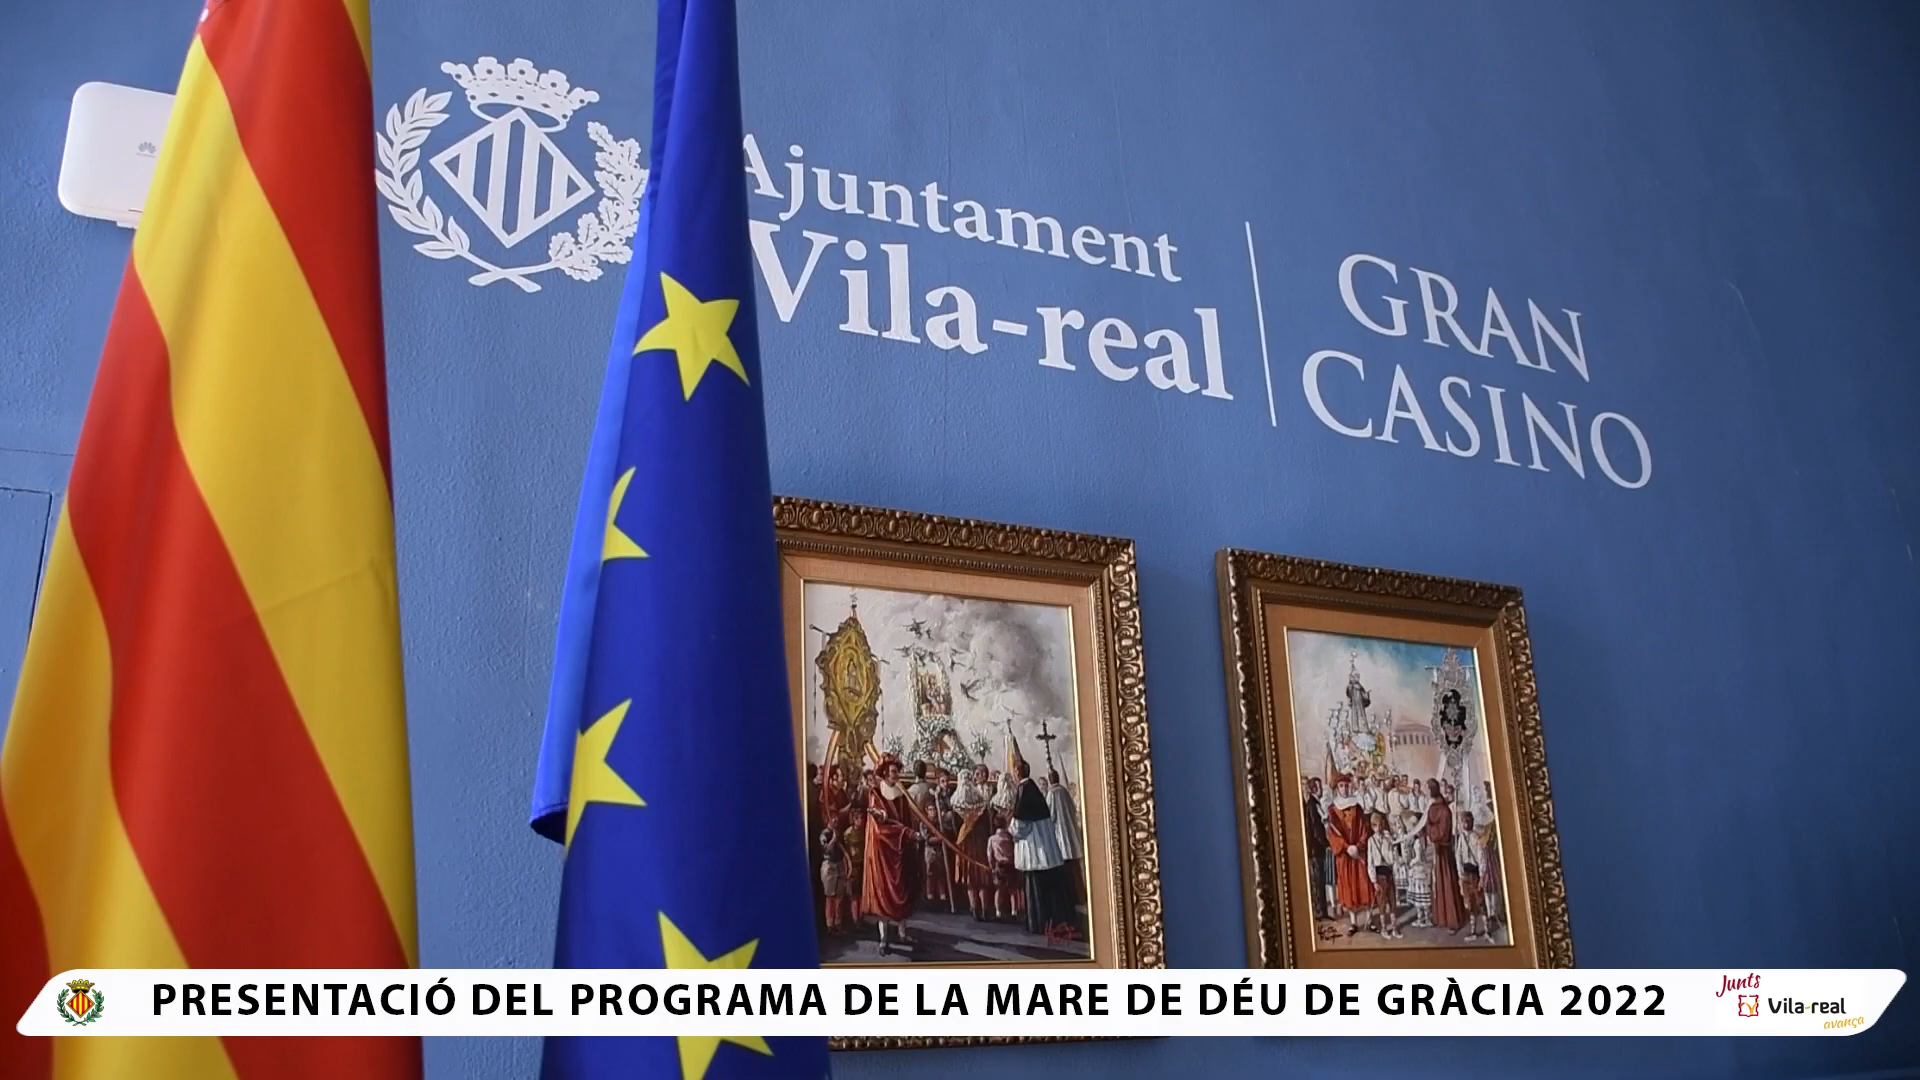 Ajuntament
Vila-real
GRAN
CASINO
PRESENTACIÓ DEL PROGRAMA DE LA MARE DE DÉU DE GRÀCIA 2022
Junts
Vila-real
avança